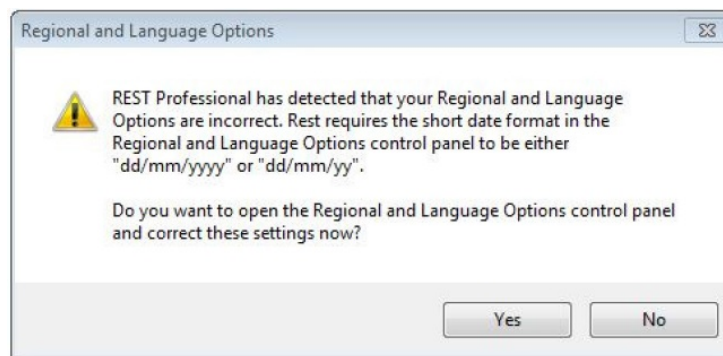 Regional and Language Options
REST Professional has detected that your Regional and Language
Options are incorrect. Rest requires the short date format in the
Regional and Language Options control panel to be either
"dd/mm/yyyy" or "dd/mm/yy".
Do you want to open the Regional and Language Options control panel
and correct these settings now?
Yes
No